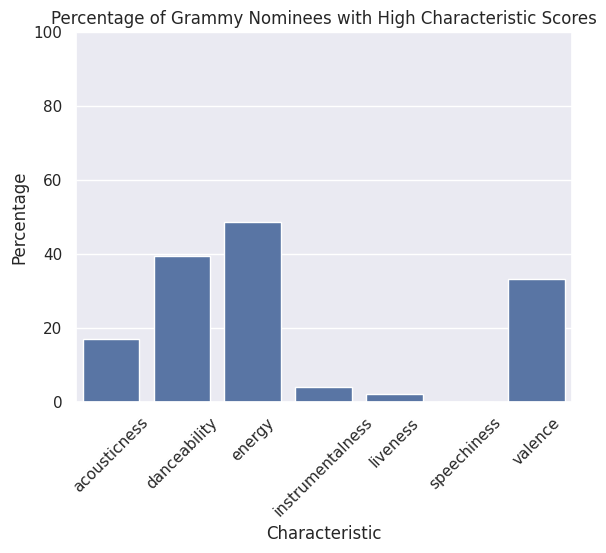 Percentage of Grammy Nominees with High Characteristic Scores
100
80
60
40
20
0
Percentage
acousticness
danceability
energy
instrumentalness
liveness
speechiness
valence
Characteristic